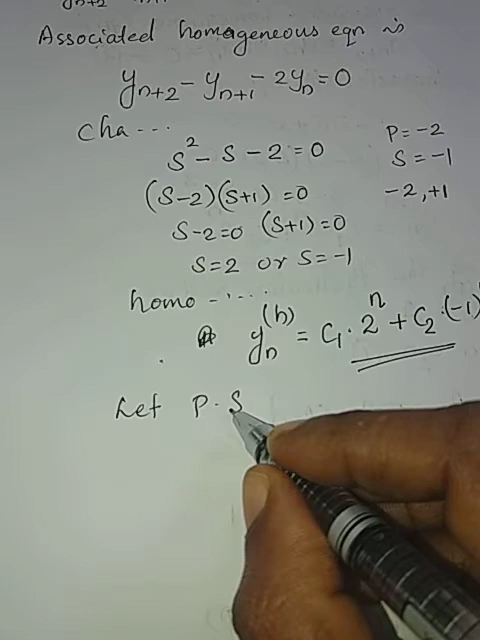 Associated homogeneous eqn is
y_{n+2} - y_{n+1} - 2y_n = 0
Cha ...
s² - s - 2 = 0 P = -2
(s-2)(s+1) = 0 S = -1
s-2=0 (s+1)=0 -2, +1
s=2 or s=-1
homo -...
y_n^{(h)} = C₁·2ⁿ + C₂·(-1)
Let P.S